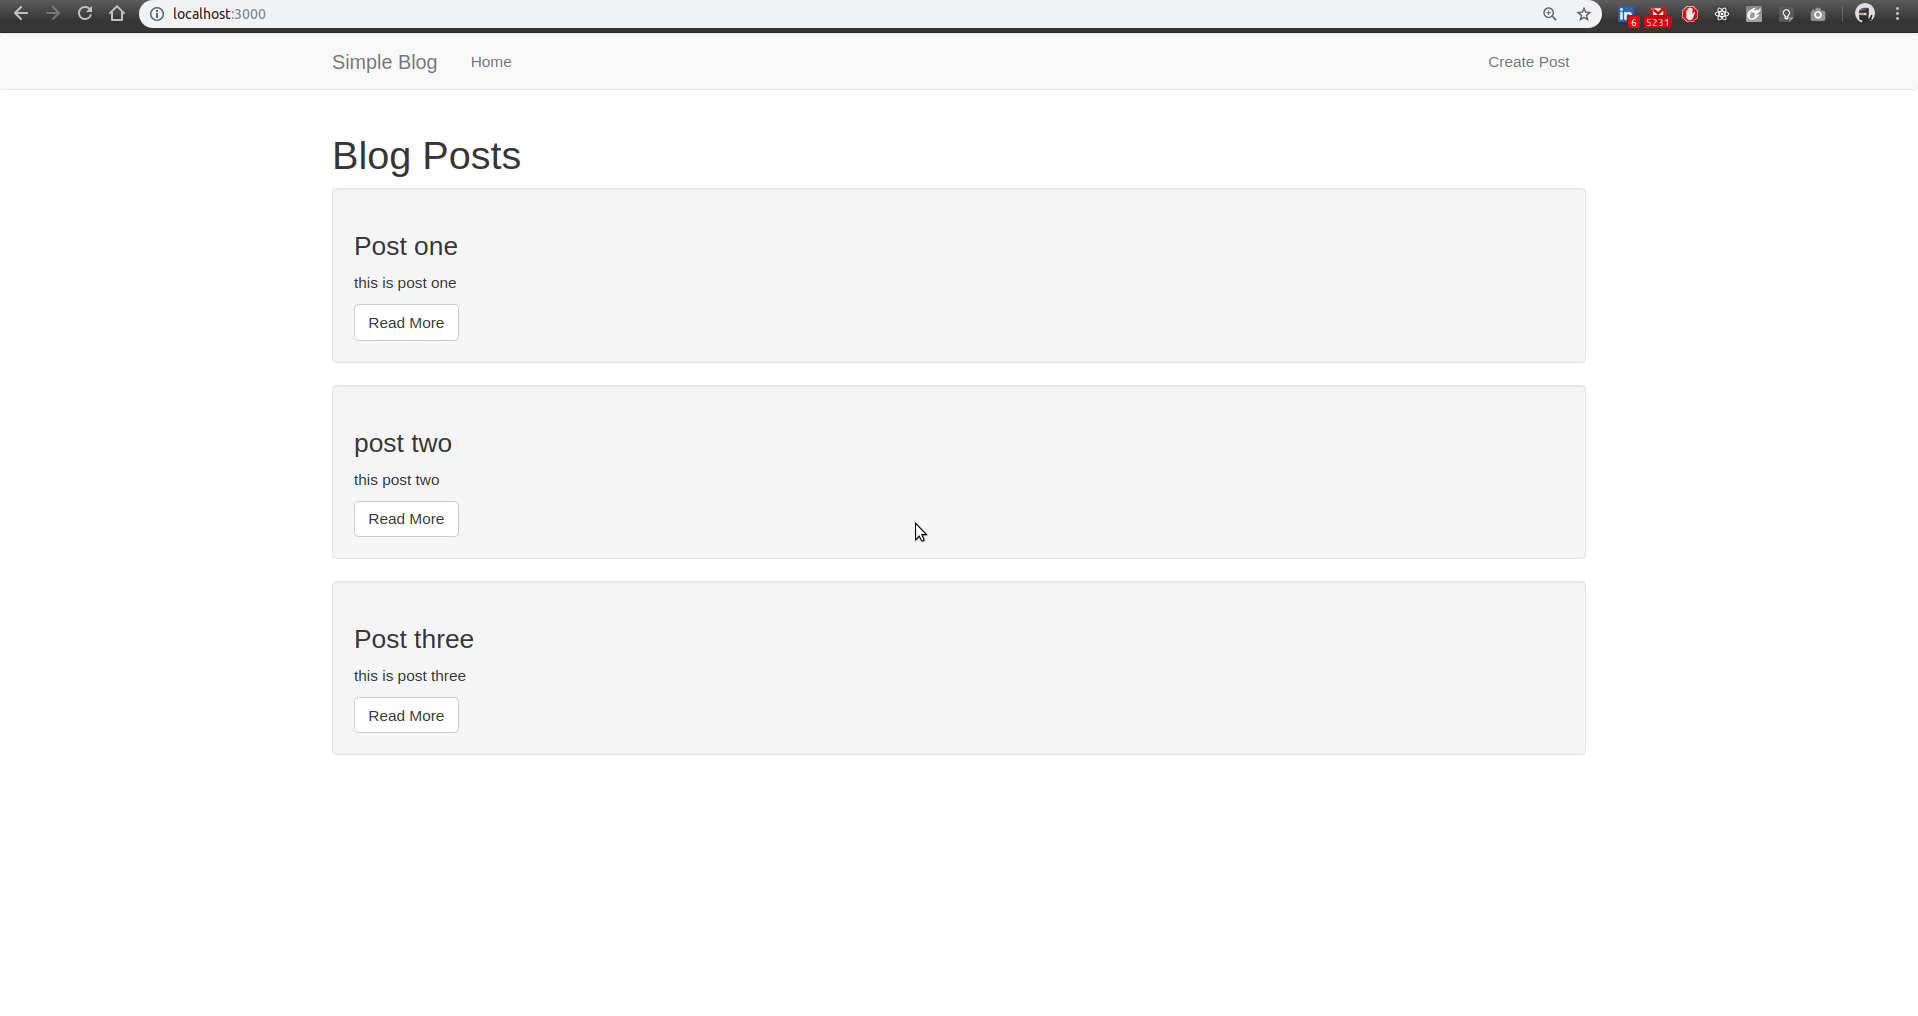 localhost:3000
in 6 5231
Simple Blog Home Create Post
Blog Posts
Post one
this is post one
Read More
post two
this post two
Read More
Post three
this is post three
Read More